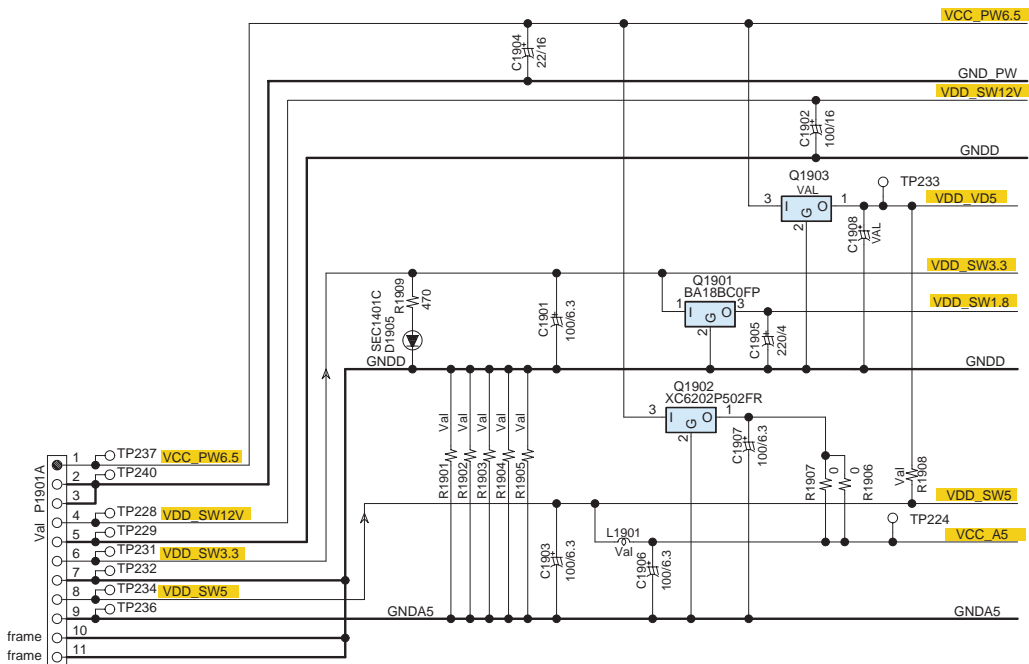 VCC_PW6.5
C1904
22/16
GND_PW
VDD_SW12V
C1902
100/16
GNDD
Q1903
VAL
3 I O 1
G
2
TP233
VDD_VD5
C1908
VAL
VDD_SW3.3
R1909
470
SEC1401C
D1905
C1901
100/6.3
Q1901
BA18BC0FP
1 I O 3
G
2
VDD_SW1.8
C1905
220/4
GNDD
GNDD
Q1902
XC6202P502FR
3 I O 1
G
2
C1907
100/6.3
R1901 Val
R1902 Val
R1903 Val
R1904 Val
R1905 Val
R1907 0
R1906 0
R1908 Val
VDD_SW5
TP224
L1901
Val
VCC_A5
C1903
100/6.3
C1906
100/6.3
GNDA5
GNDA5
P1901A
Val
1 TP237 VCC_PW6.5
2 TP240
3
4 TP228 VDD_SW12V
5 TP229
6 TP231 VDD_SW3.3
7 TP232
8 TP234 VDD_SW5
9 TP236
frame 10
frame 11